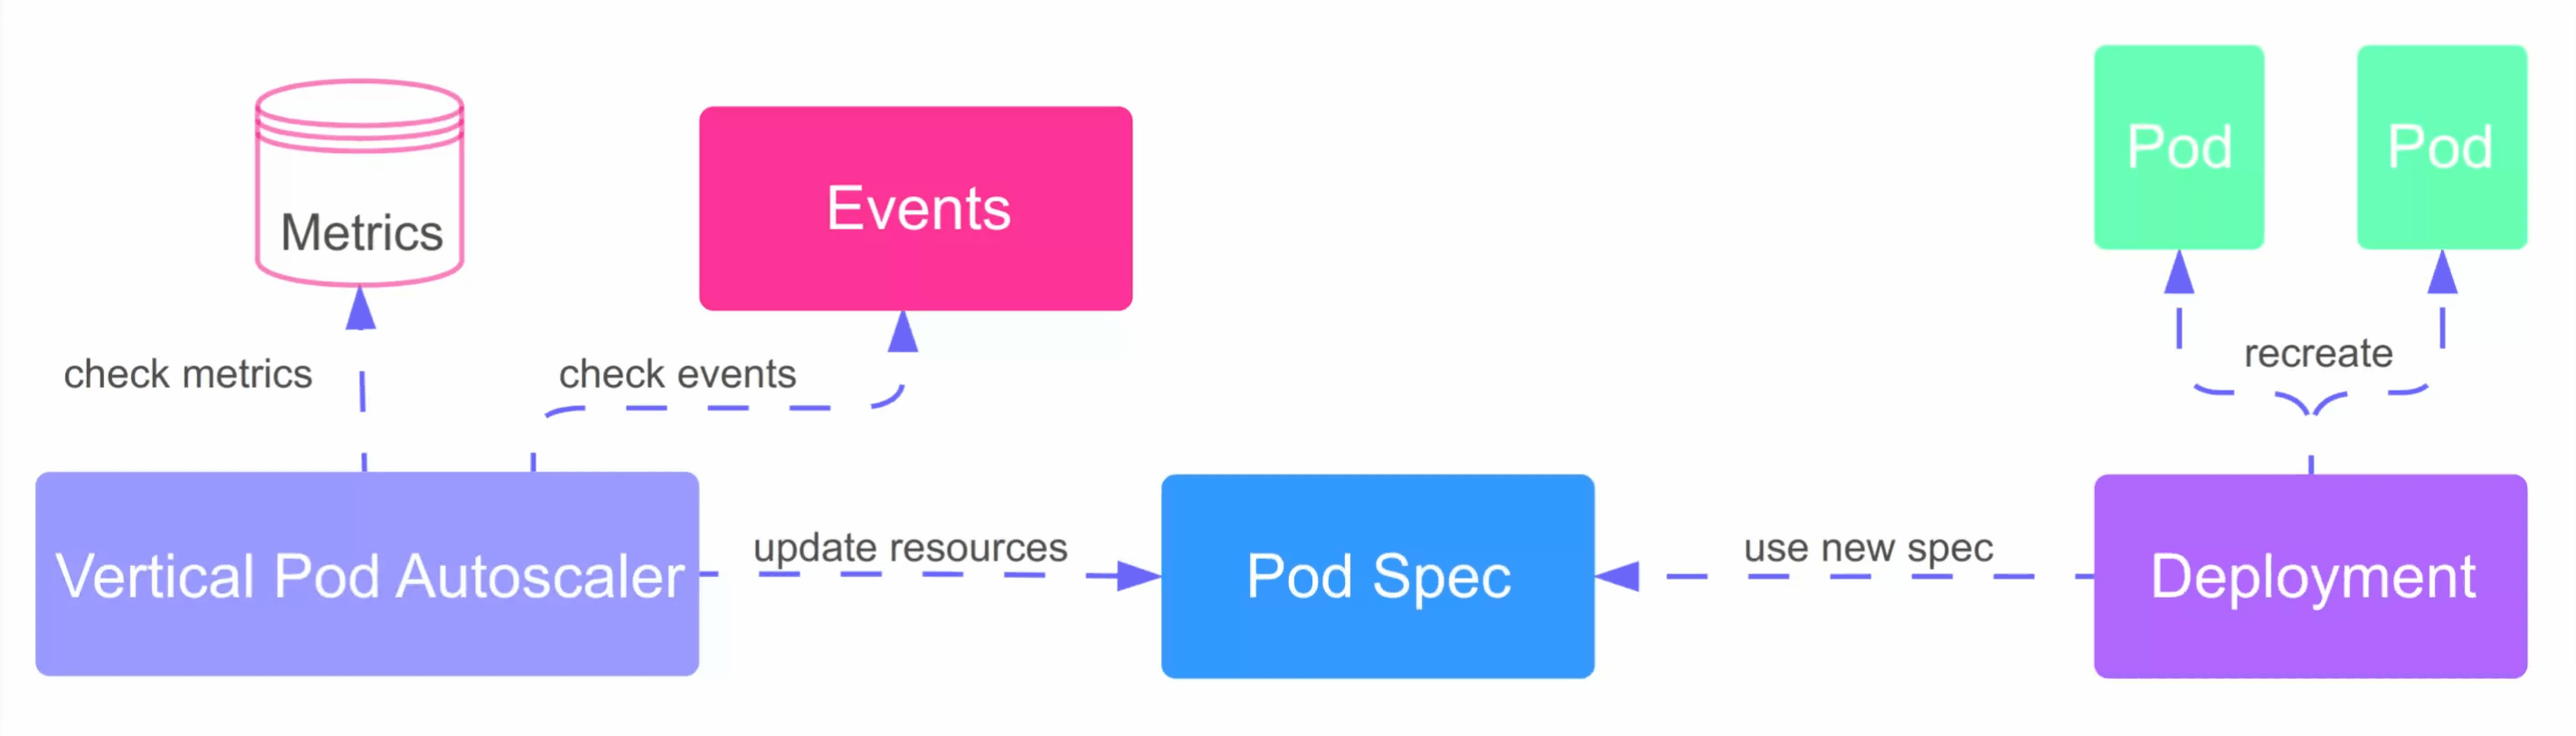 Pod
Pod
Metrics
Events
check metrics
check events
recreate
Vertical Pod Autoscaler
update resources
Pod Spec
use new spec
Deployment